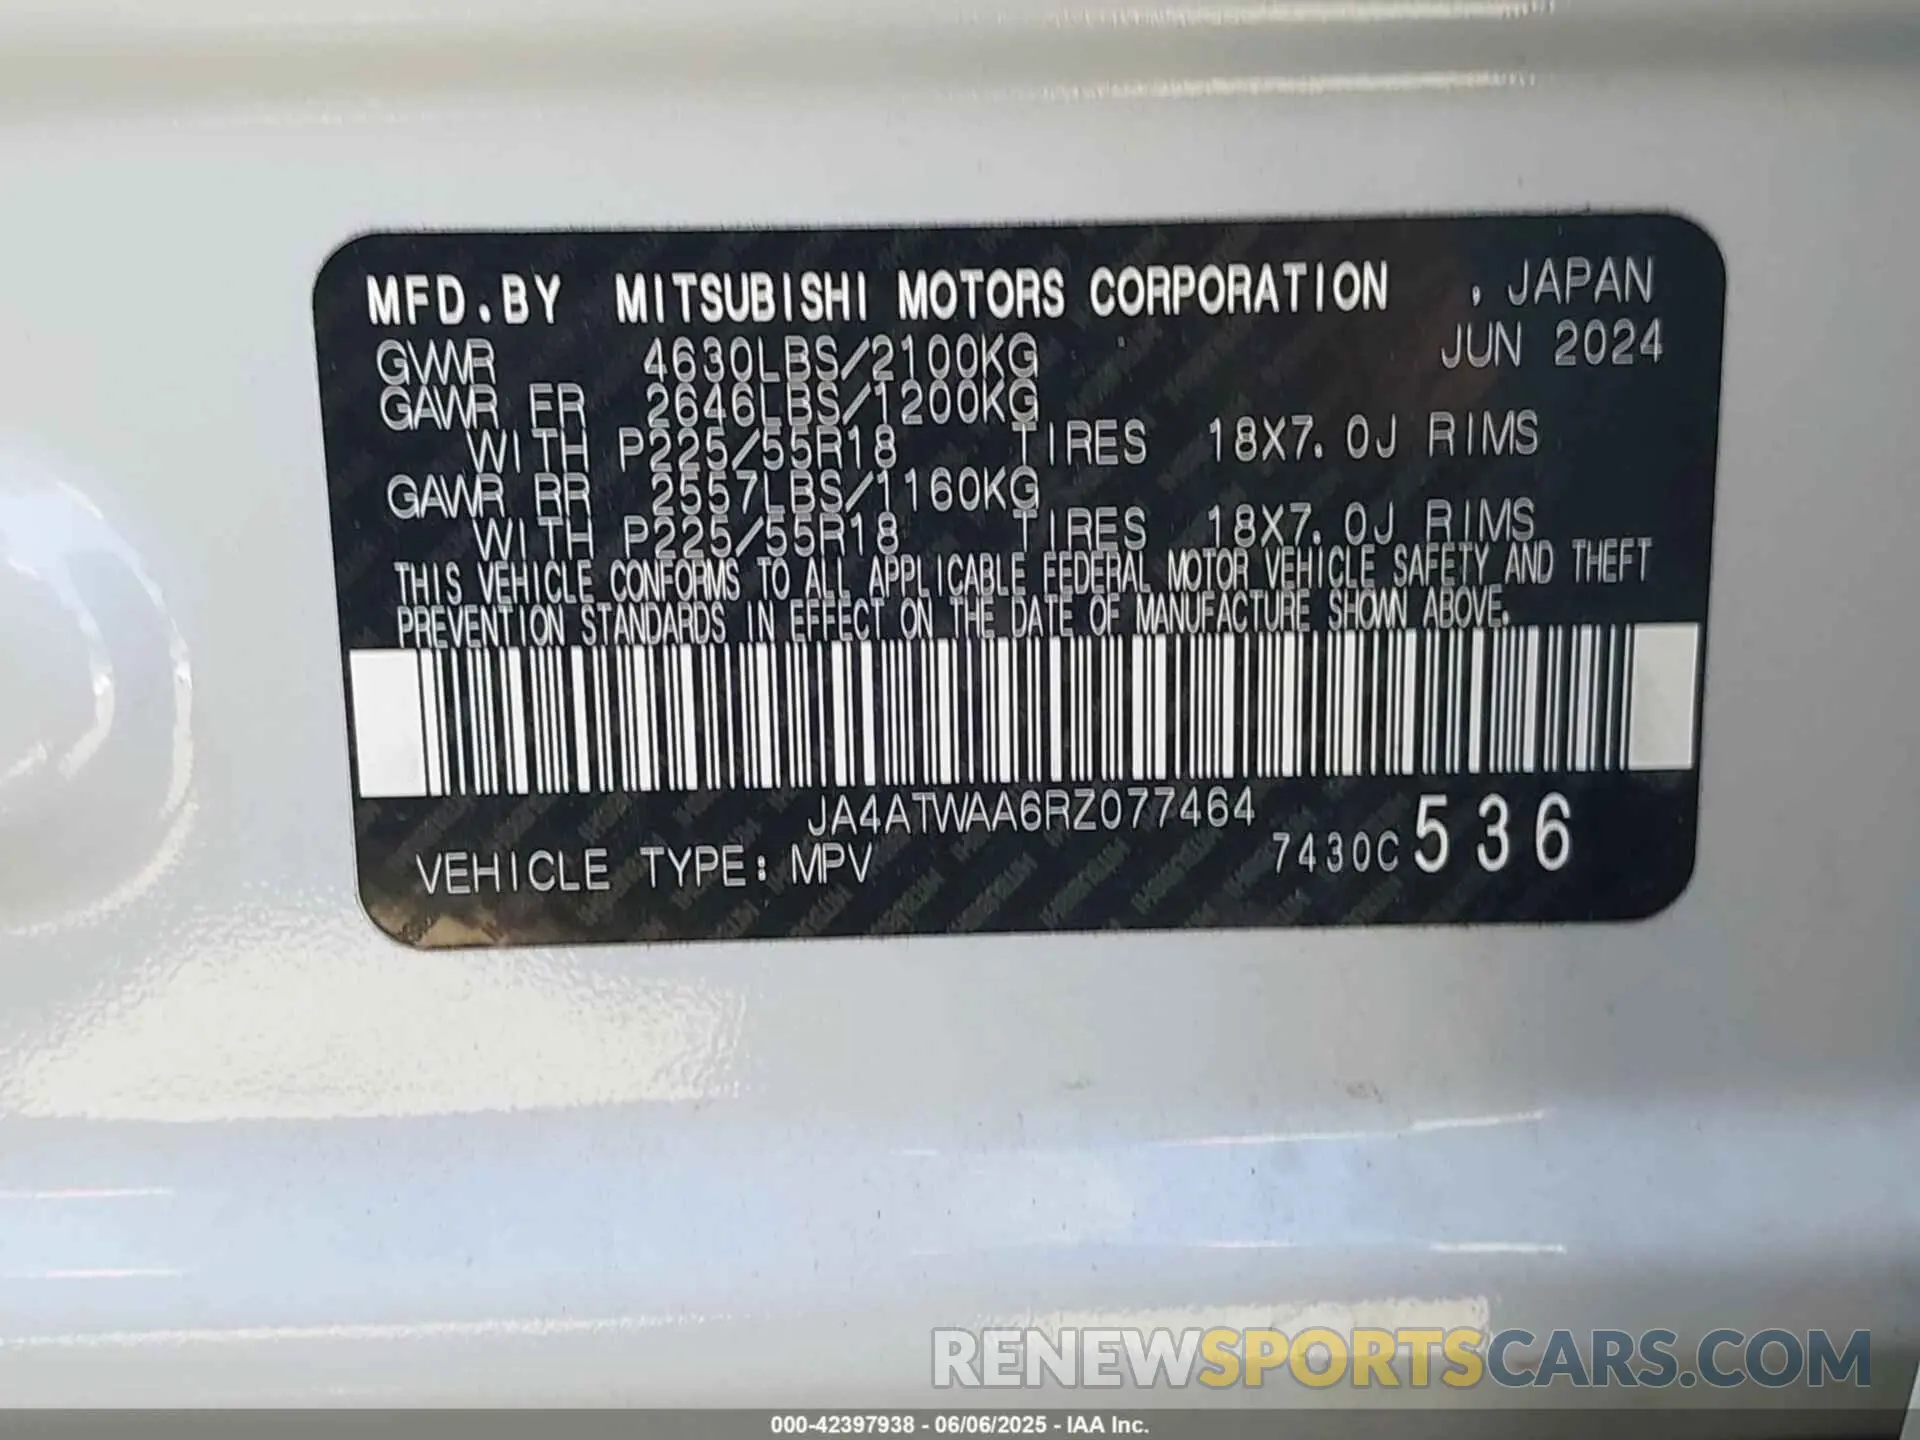 MFD.BY MITSUBISHI MOTORS CORPORATION , JAPAN
GVWR 4630LBS/2100KG JUN 2024
GAWR FR 2646LBS/1200KG
WITH P225/55R18 TIRES 18X7.0J RIMS
GAWR RR 2557LBS/1160KG
WITH P225/55R18 TIRES 18X7.0J RIMS
THIS VEHICLE CONFORMS TO ALL APPLICABLE FEDERAL MOTOR VEHICLE SAFETY AND THEFT
PREVENTION STANDARDS IN EFFECT ON THE DATE OF MANUFACTURE SHOWN ABOVE.
JA4ATWAA6RZ077464
VEHICLE TYPE: MPV 7430C 536
RENEWSPORTSCARS.COM
000-42397938 - 06/06/2025 - IAA Inc.